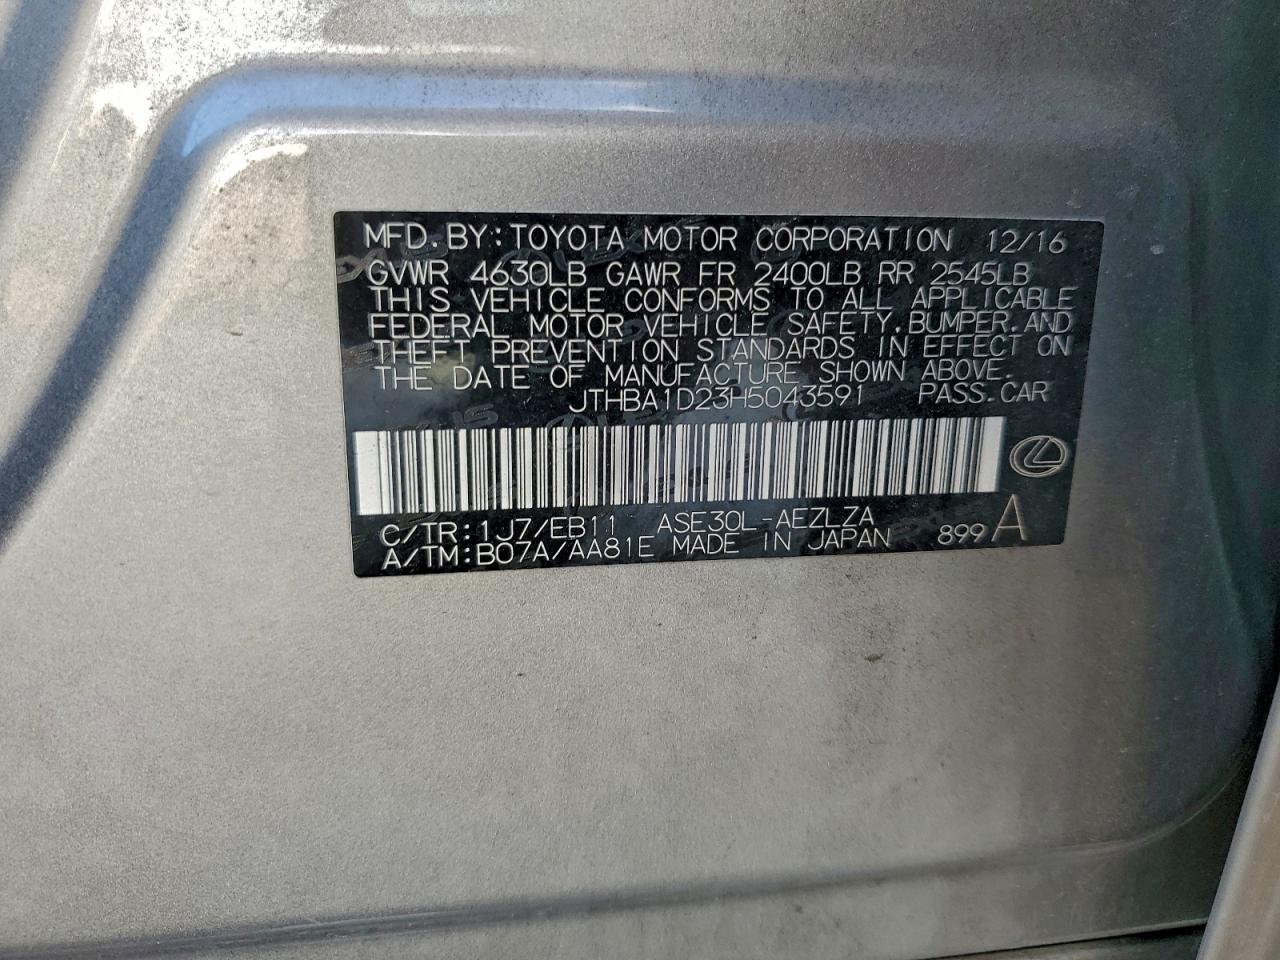 MFD.BY:TOYOTA MOTOR CORPORATION 12/16
GVWR 4630LB GAWR FR 2400LB RR 2545LB
THIS VEHICLE CONFORMS TO ALL APPLICABLE
FEDERAL MOTOR VEHICLE SAFETY,BUMPER,AND
THEFT PREVENTION STANDARDS IN EFFECT ON
THE DATE OF MANUFACTURE SHOWN ABOVE.
JTHBA1D23H5043591 PASS.CAR
C/TR:1J7/EB11 ASE30L-AEZLZA
A/TM:B07A/AA81E MADE IN JAPAN 899 A